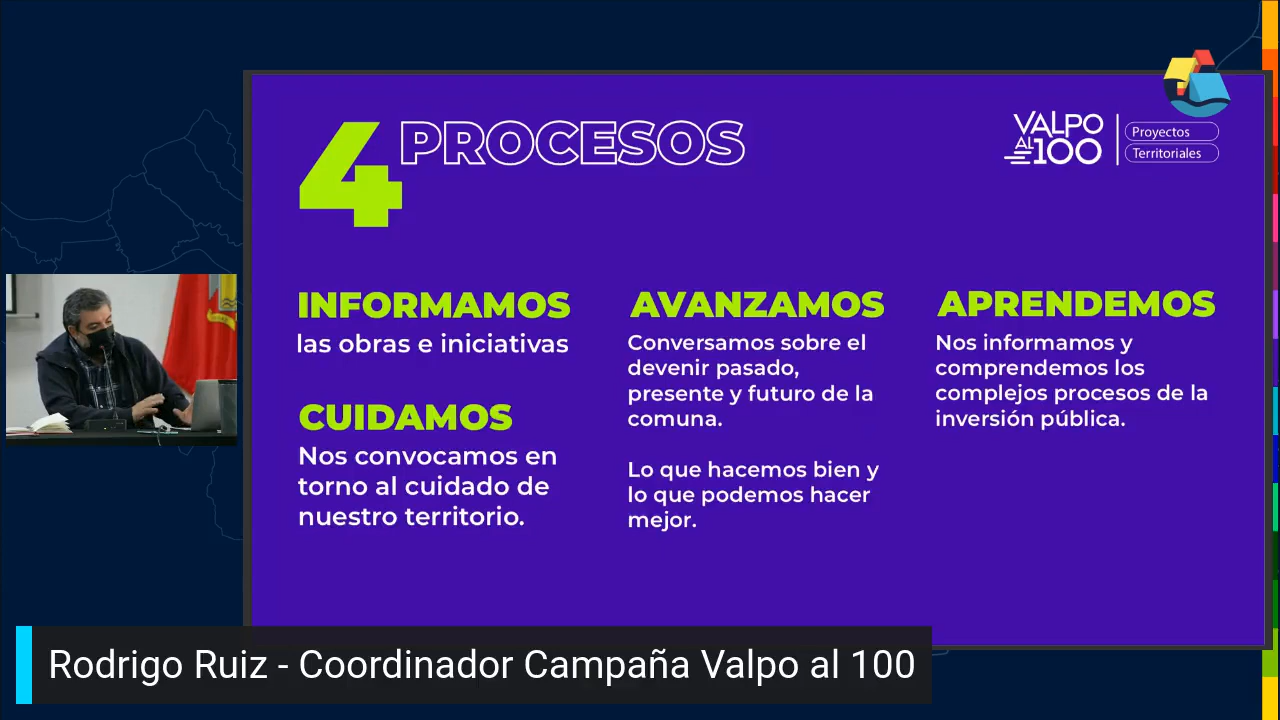 4 PROCESOS
VALPO
AL 100
Proyectos
Territoriales
INFORMAMOS
las obras e iniciativas
CUIDAMOS
Nos convocamos en
torno al cuidado de
nuestro territorio.
AVANZAMOS
Conversamos sobre el
devenir pasado,
presente y futuro de la
comuna.
Lo que hacemos bien y
lo que podemos hacer
mejor.
APRENDEMOS
Nos informamos y
comprendemos los
complejos procesos de la
inversión pública.
Rodrigo Ruiz - Coordinador Campaña Valpo al 100